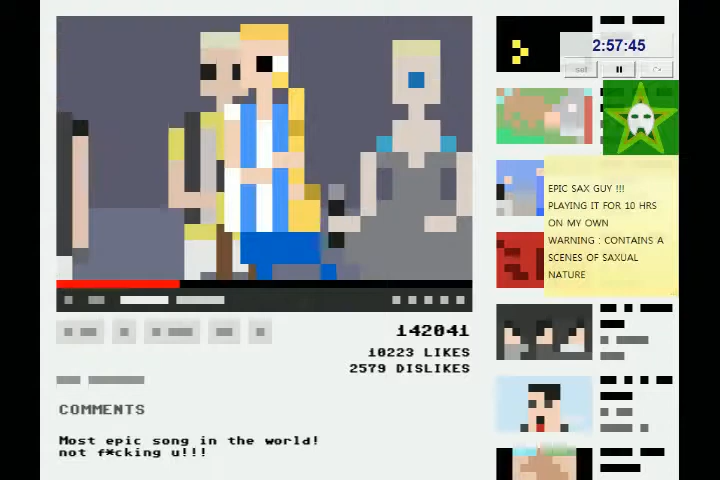 2:57:45
set
EPIC SAX GUY !!!
PLAYING IT FOR 10 HRS
ON MY OWN
WARNING : CONTAINS A
SCENES OF SAXUAL
NATURE
142041
10223 LIKES
2579 DISLIKES
COMMENTS
Most epic song in the world!
not f*cking u!!!